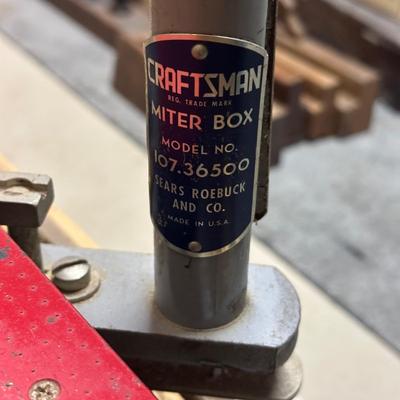 CRAFTSMAN
REG. TRADE MARK
MITER BOX
MODEL NO.
107.36500
SEARS ROEBUCK
AND CO.
MADE IN U.S.A.